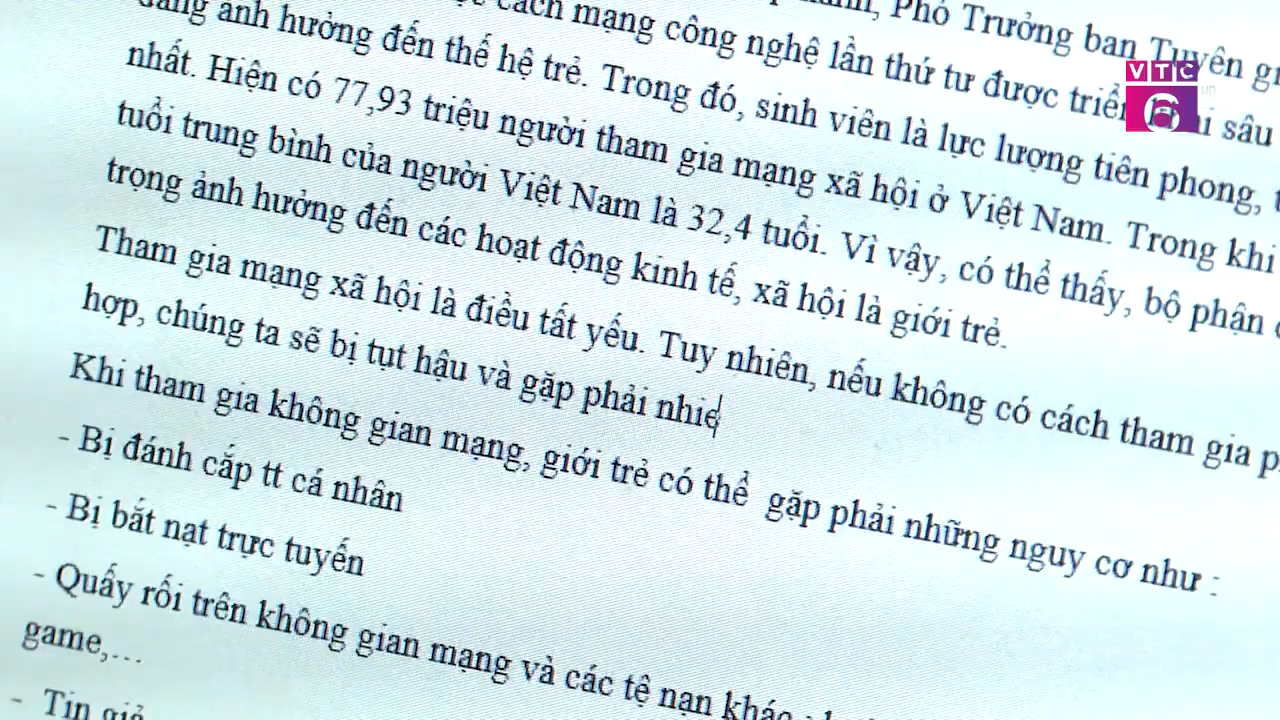 cách mạng công nghệ lần thứ tư được triển khai sâu
Phó Trưởng ban Tuyên
đang ảnh hưởng đến thế hệ trẻ. Trong đó, sinh viên là lực lượng tiên phong,
nhất. Hiện có 77,93 triệu người tham gia mạng xã hội ở Việt Nam. Trong khi
tuổi trung bình của người Việt Nam là 32,4 tuổi. Vì vậy, có thể thấy, bộ phận
trọng ảnh hưởng đến các hoạt động kinh tế, xã hội là giới trẻ.
Tham gia mạng xã hội là điều tất yếu. Tuy nhiên, nếu không có cách tham gia
hợp, chúng ta sẽ bị tụt hậu và gặp phải nhiề
Khi tham gia không gian mạng, giới trẻ có thể gặp phải những nguy cơ như :
- Bị đánh cắp tt cá nhân
- Bị bắt nạt trực tuyến
- Quấy rối trên không gian mạng và các tệ nạn khác
game,...
- Tin giả
VTC
6